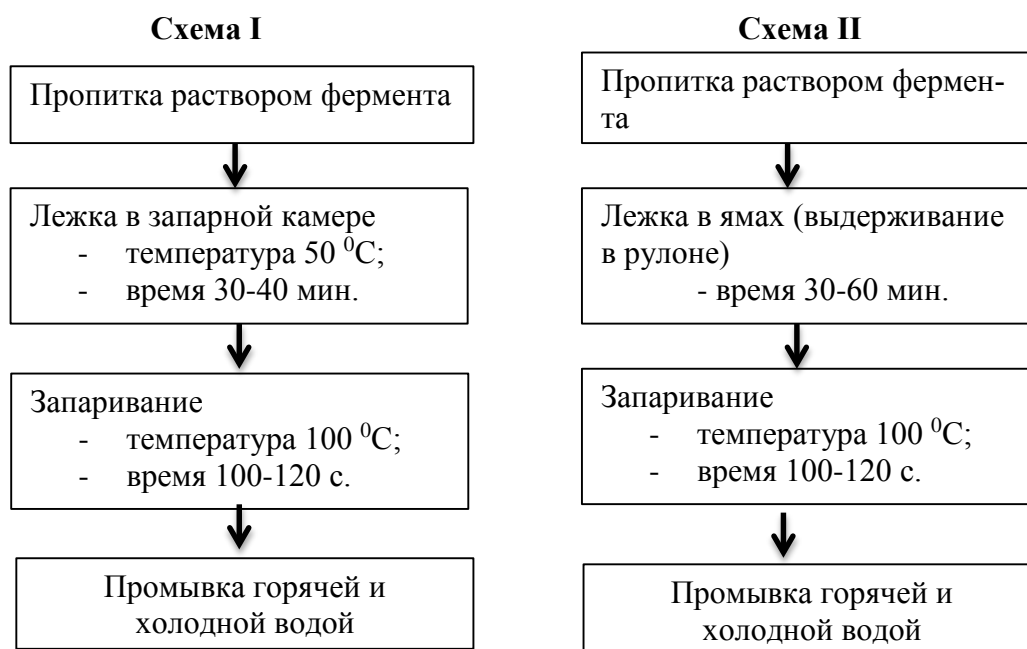 Схема I
Пропитка раствором фермента
Лежка в запарной камере
- температура 50 ⁰С;
- время 30-40 мин.
Запаривание
- температура 100 ⁰С;
- время 100-120 с.
Промывка горячей и
холодной водой
Схема II
Пропитка раствором фермен-
та
Лежка в ямах (выдерживание
в рулоне)
- время 30-60 мин.
Запаривание
- температура 100 ⁰С;
- время 100-120 с.
Промывка горячей и
холодной водой